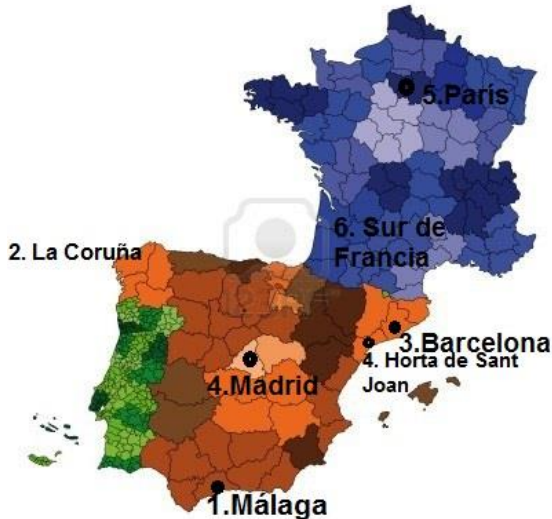 5.París
6. Sur de
Francia
2. La Coruña
3.Barcelona
4. Horta de Sant
Joan
4.Madrid
1.Málaga